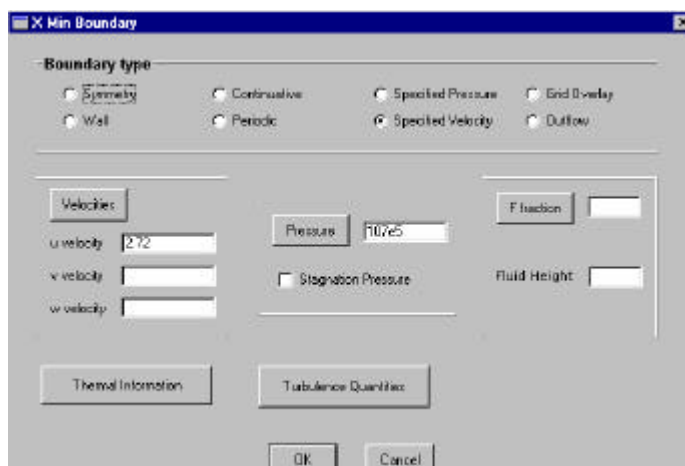 X Min Boundary
Boundary type
Symmetry Continuative Specified Pressure Grid Overlay
Wall Periodic Specified Velocity Outflow
Velocities
Pressure 107e5
F fraction
u velocity 2.72
Stagnation Pressure
v velocity
Fluid Height
w velocity
Thermal Information Turbulence Quantities
OK Cancel